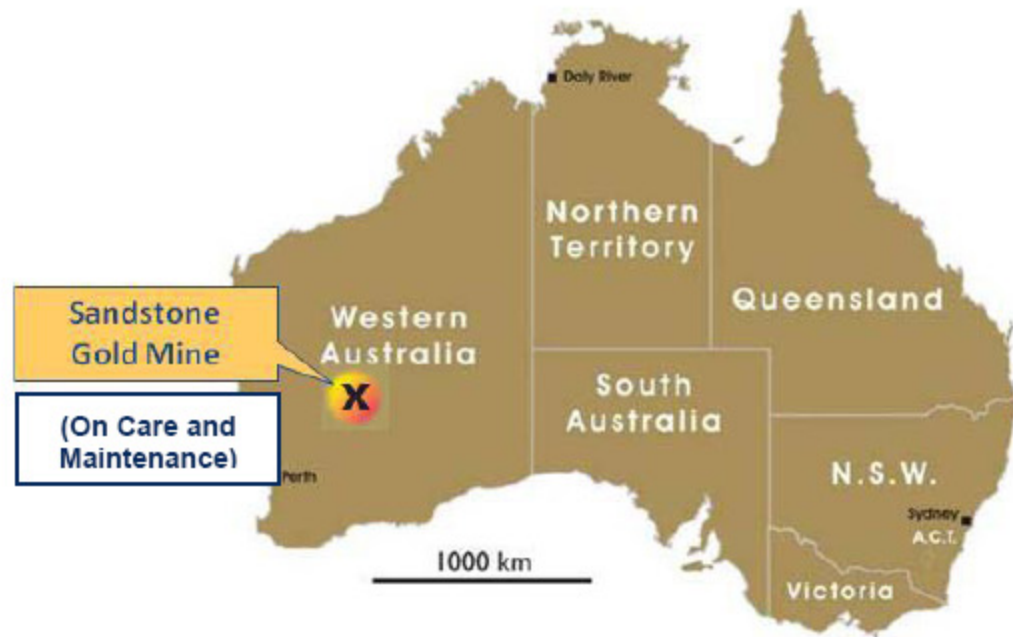 Daly River
Northern
Territory
Queensland
Sandstone
Gold Mine
Western
Australia
X
South
Australia
(On Care and
Maintenance)
Perth
N.S.W.
Sydney
A.C.T.
1000 km
Victoria